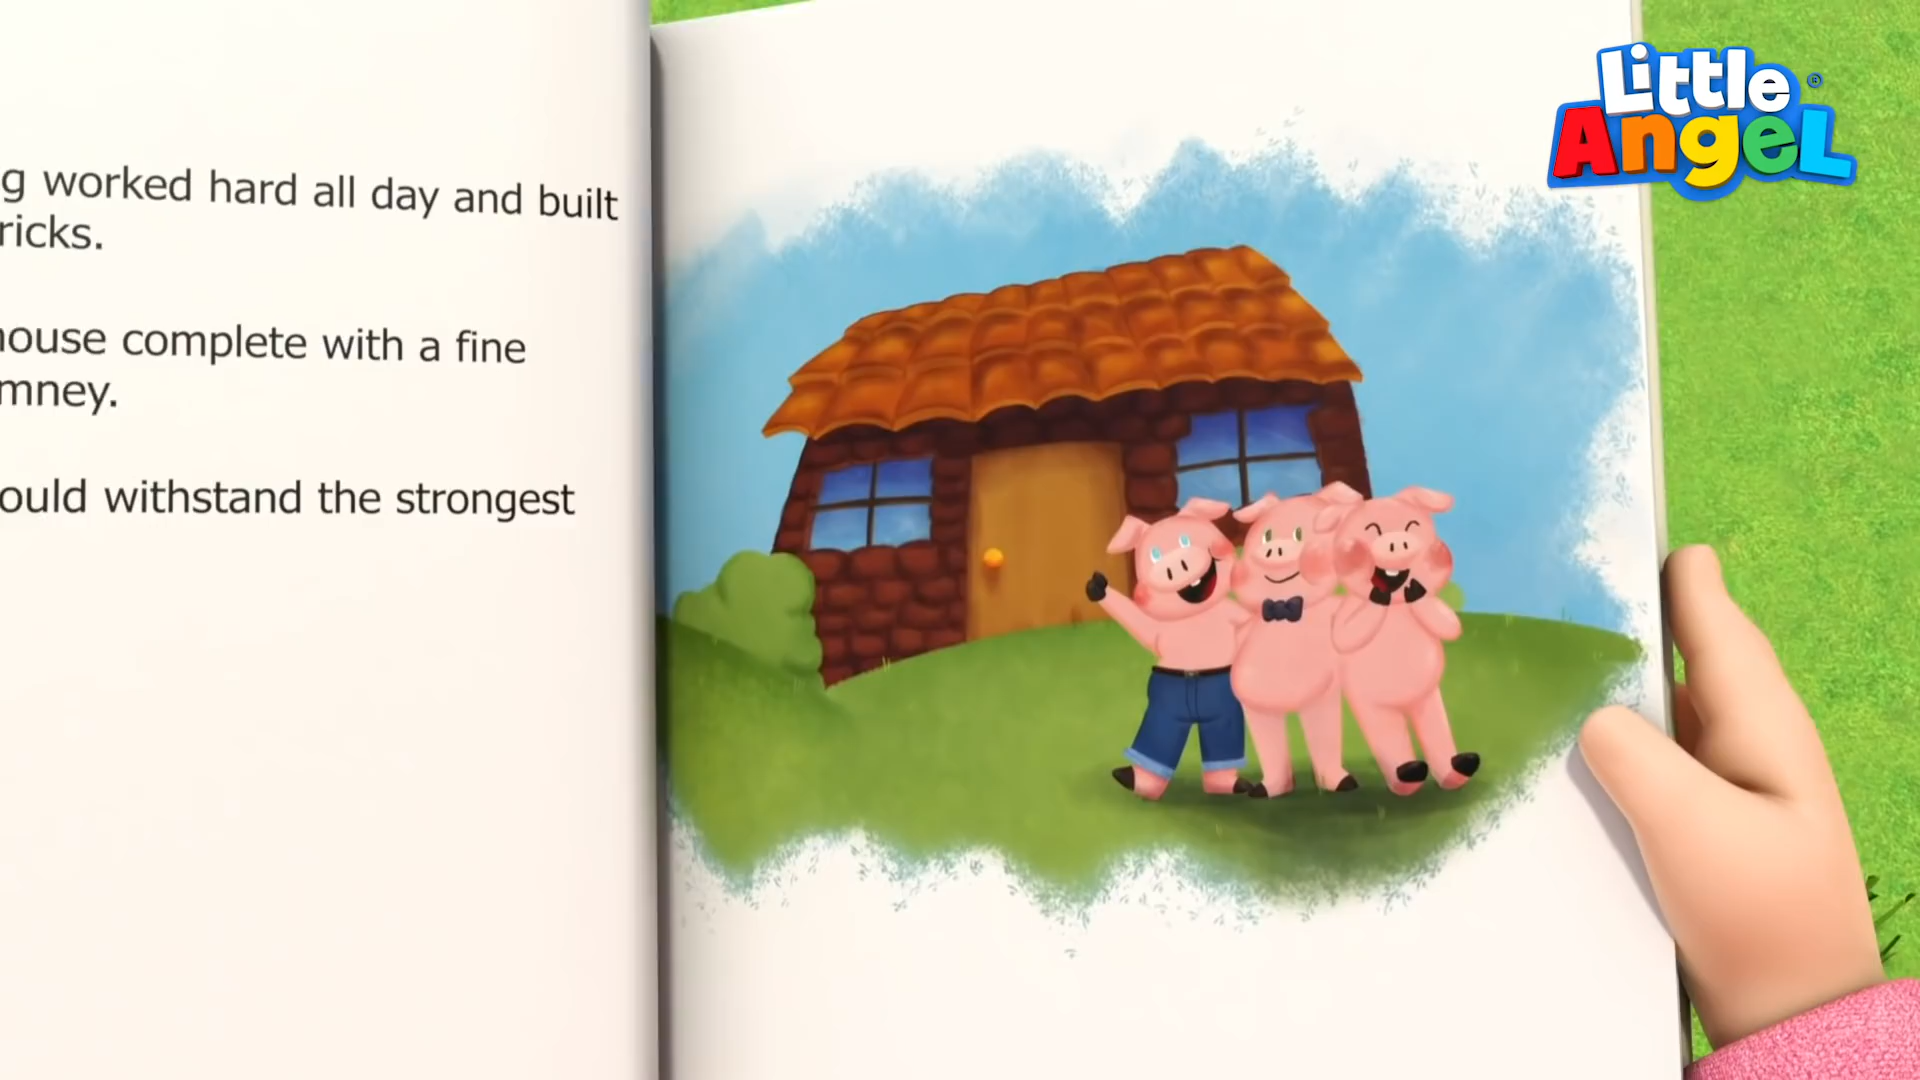 g worked hard all day and built
ricks.
ouse complete with a fine
mney.
ould withstand the strongest
Little
Angel